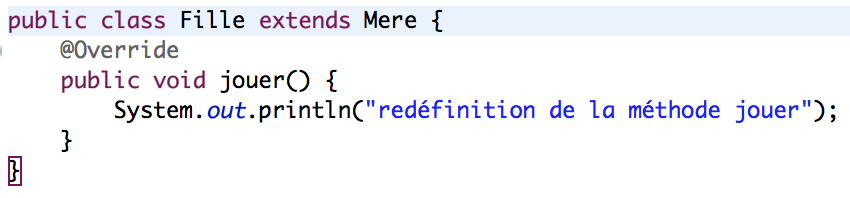 public class Fille extends Mere {
    @Override
    public void jouer() {
        System.out.println("redéfinition de la méthode jouer");
    }
}